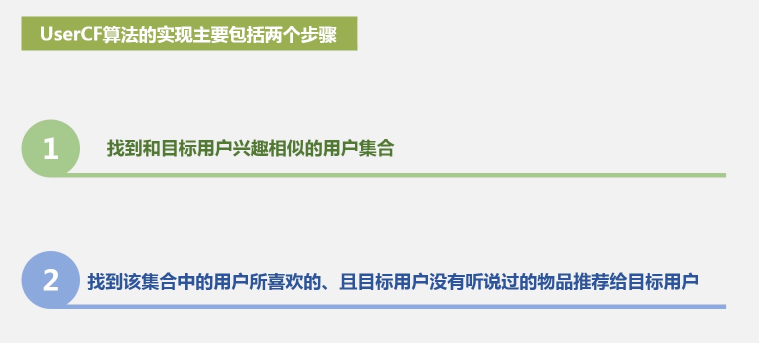 UserCF算法的实现主要包括两个步骤
1
找到和目标用户兴趣相似的用户集合
2
找到该集合中的用户所喜欢的、且目标用户没有听说过的物品推荐给目标用户